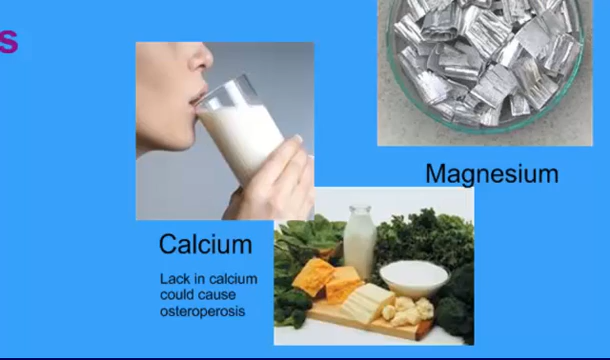 s
Magnesium
Calcium
Lack in calcium
could cause
osteroperosis